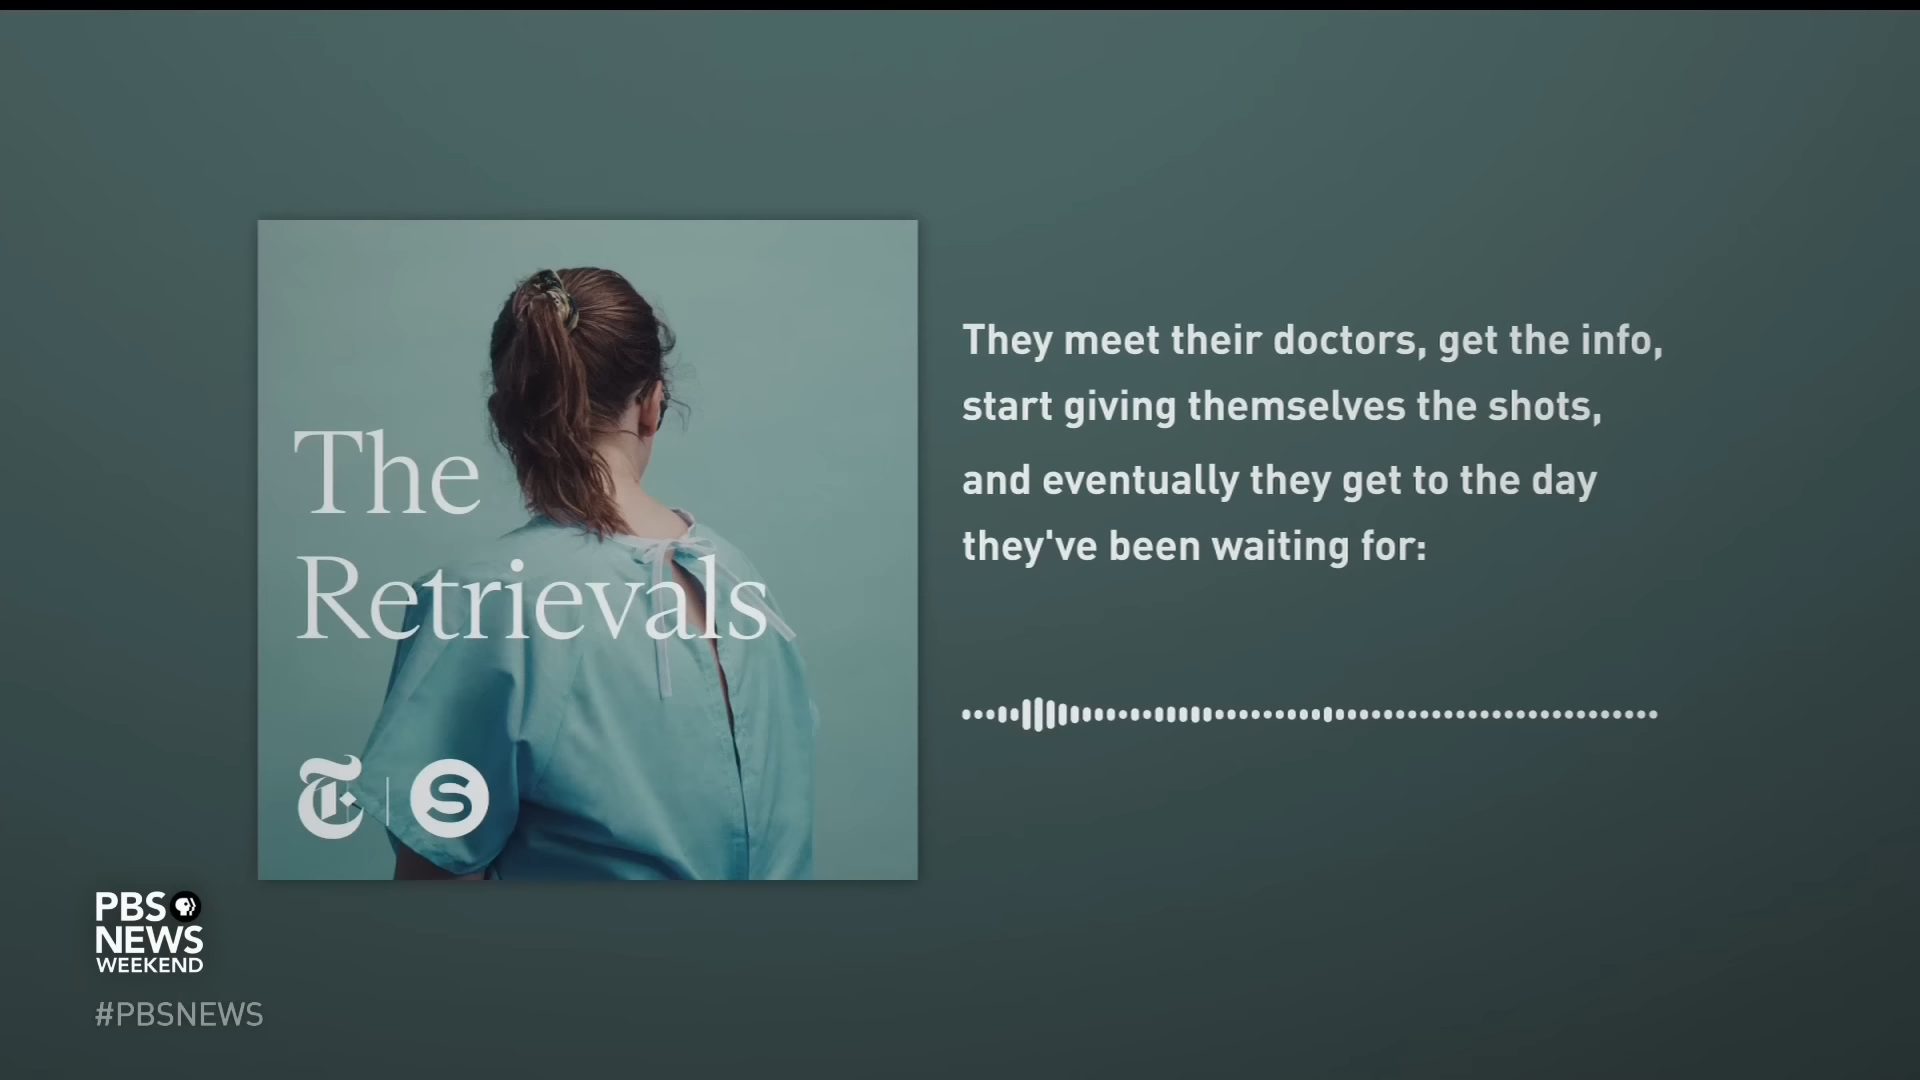 The
Retrievals
T
S
They meet their doctors, get the info,
start giving themselves the shots,
and eventually they get to the day
they've been waiting for:
PBS
NEWS
WEEKEND
#PBSNEWS